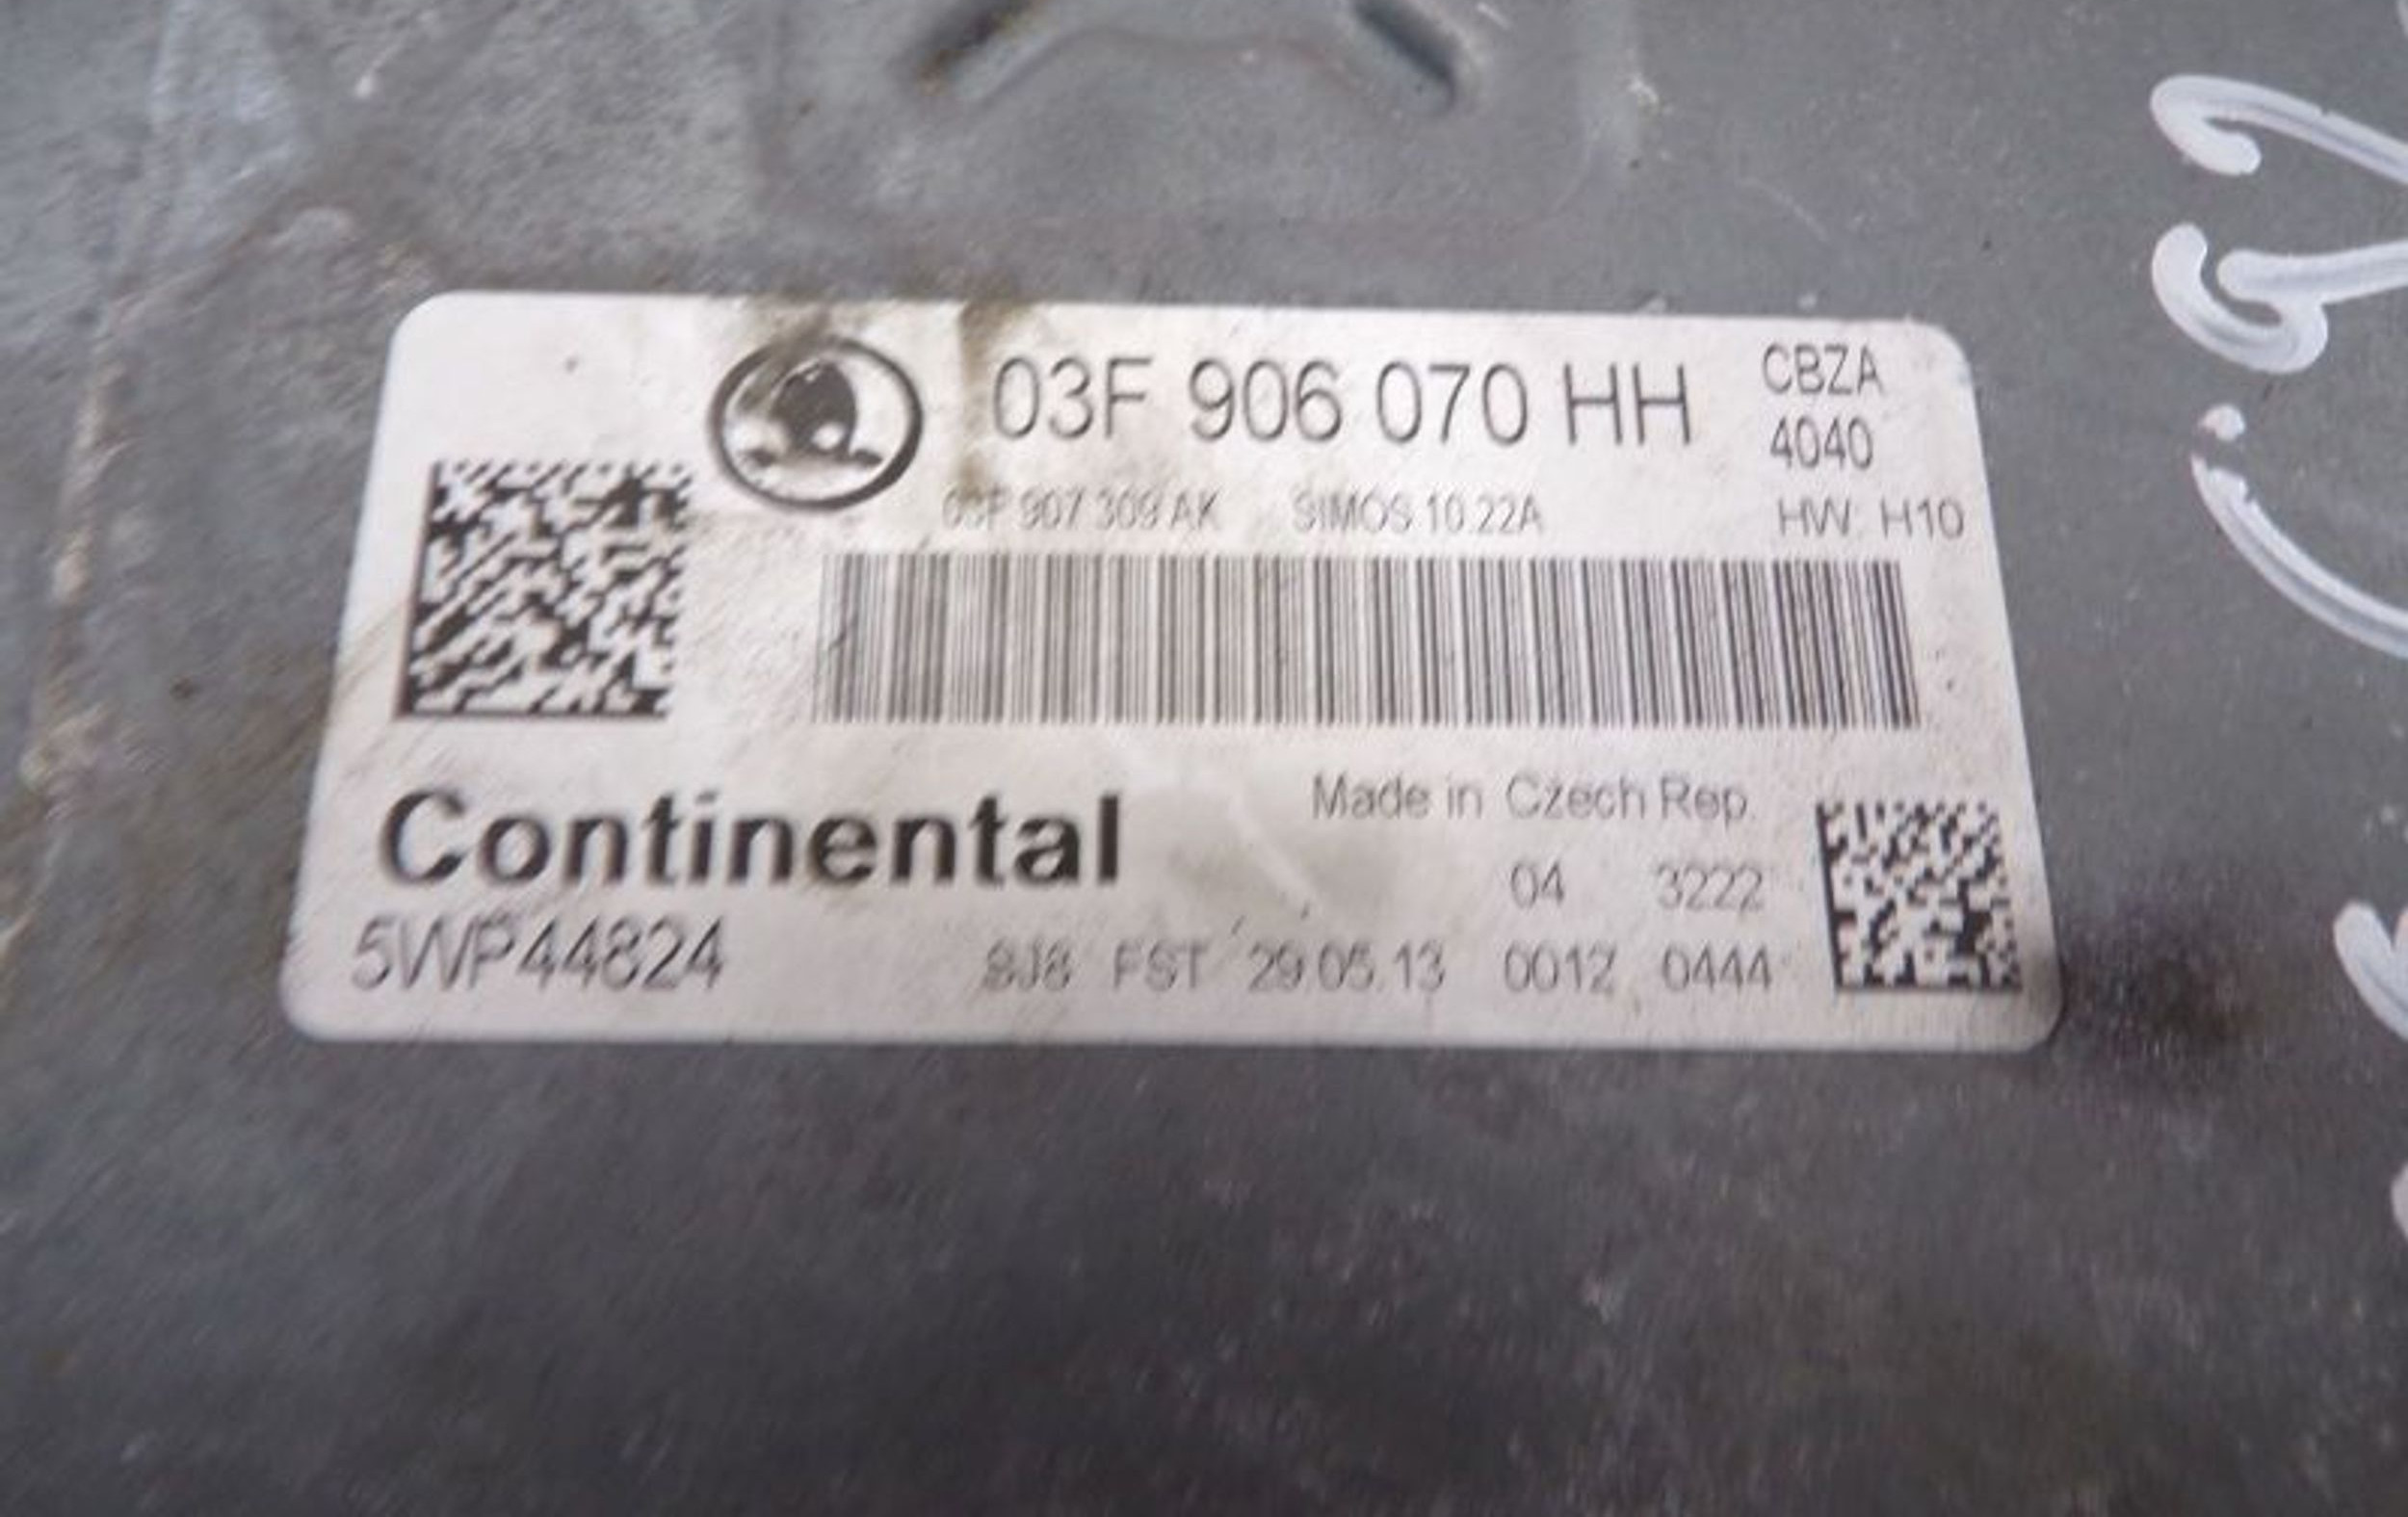 03F 906 070 HH
CBZA
4040
03F 907 309 AK SIMOS 10.22A HW: H10
Continental
Made in Czech Rep.
04 3222
5WP44824
9J8 FST 29.05.13 0012 0444